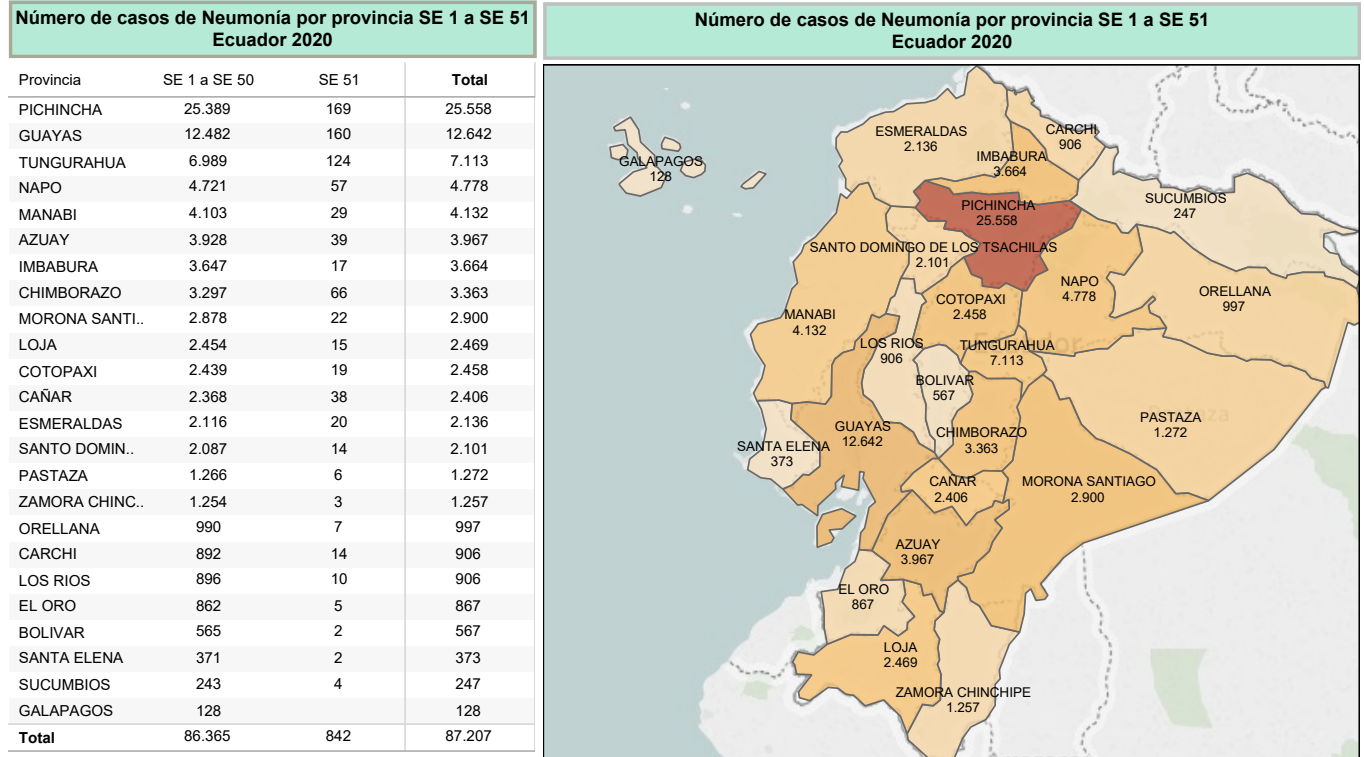 Número de casos de Neumonía por provincia SE 1 a SE 51
Ecuador 2020
Provincia SE 1 a SE 50 SE 51 Total
PICHINCHA 25.389 169 25.558
GUAYAS 12.482 160 12.642
TUNGURAHUA 6.989 124 7.113
NAPO 4.721 57 4.778
MANABI 4.103 29 4.132
AZUAY 3.928 39 3.967
IMBABURA 3.647 17 3.664
CHIMBORAZO 3.297 66 3.363
MORONA SANTI.. 2.878 22 2.900
LOJA 2.454 15 2.469
COTOPAXI 2.439 19 2.458
CAÑAR 2.368 38 2.406
ESMERALDAS 2.116 20 2.136
SANTO DOMIN.. 2.087 14 2.101
PASTAZA 1.266 6 1.272
ZAMORA CHINC.. 1.254 3 1.257
ORELLANA 990 7 997
CARCHI 892 14 906
LOS RIOS 896 10 906
EL ORO 862 5 867
BOLIVAR 565 2 567
SANTA ELENA 371 2 373
SUCUMBIOS 243 4 247
GALAPAGOS 128 128
Total 86.365 842 87.207
Número de casos de Neumonía por provincia SE 1 a SE 51
Ecuador 2020
ESMERALDAS
2.136
CARCHI
906
IMBABURA
3.664
GALAPAGOS
128
SUCUMBIOS
247
PICHINCHA
25.558
SANTO DOMINGO DE LOS TSACHILAS
2.101
NAPO
4.778
ORELLANA
997
COTOPAXI
2.458
MANABI
4.132
Ecuador
LOS RIOS
906
TUNGURAHUA
7.113
BOLIVAR
567
PASTAZA
1.272
GUAYAS
12.642
CHIMBORAZO
3.363
SANTA ELENA
373
CAÑAR
2.406
MORONA SANTIAGO
2.900
AZUAY
3.967
EL ORO
867
LOJA
2.469
ZAMORA CHINCHIPE
1.257